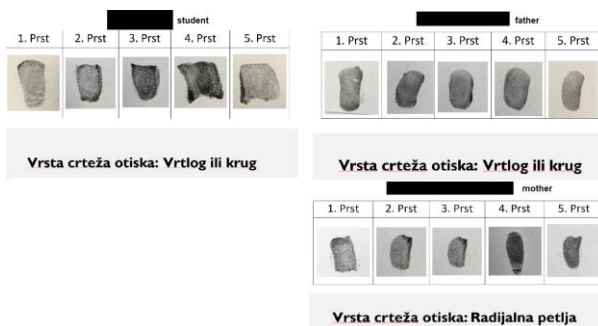 student
1. Prst 2. Prst 3. Prst 4. Prst 5. Prst
Vrsta crteža otiska: Vrtlog ili krug
father
1. Prst 2. Prst 3. Prst 4. Prst 5. Prst
Vrsta crteža otiska: Vrtlog ili krug
mother
1. Prst 2. Prst 3. Prst 4. Prst 5. Prst
Vrsta crteža otiska: Radijalna petlja